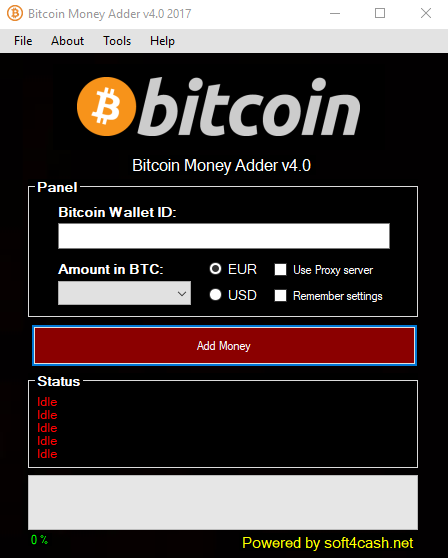 Bitcoin Money Adder v4.0 2017
File About Tools Help
bitcoin
Bitcoin Money Adder v4.0
Panel
Bitcoin Wallet ID:
Amount in BTC:
EUR
Use Proxy server
USD
Remember settings
Add Money
Status
Idle
Idle
Idle
Idle
Idle
0 %
Powered by soft4cash.net